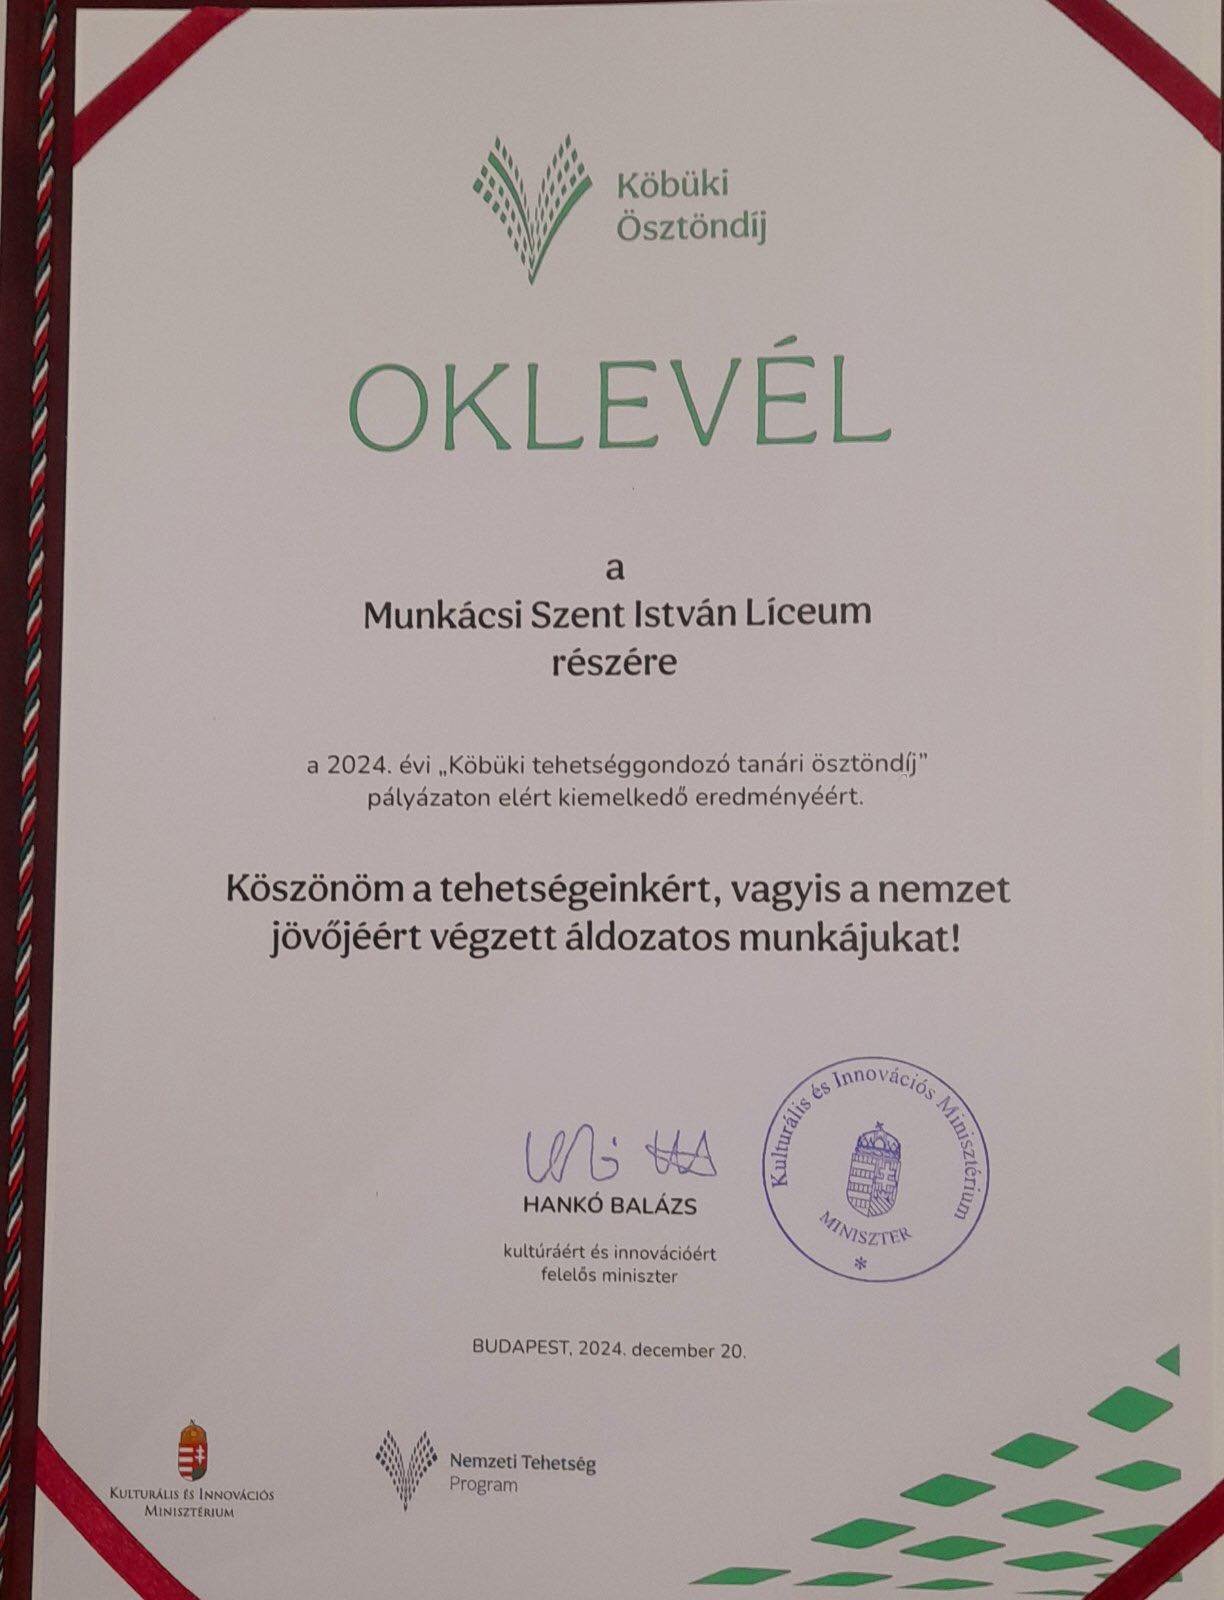 Köbüki
Ösztöndíj
OKLEVÉL
a
Munkácsi Szent István Líceum
részére
a 2024. évi „Köbüki tehetséggondozó tanári ösztöndíj”
pályázaton elért kiemelkedő eredményéért.
Köszönöm a tehetségeinkért, vagyis a nemzet
jövőjéért végzett áldozatos munkájukat!
Kulturális és Innovációs Minisztérium
MINISZTER
*
HANKÓ BALÁZS
kultúráért és innovációért
felelős miniszter
BUDAPEST, 2024. december 20.
KULTURÁLIS ÉS INNOVÁCIÓS
MINISZTÉRIUM
Nemzeti Tehetség
Program